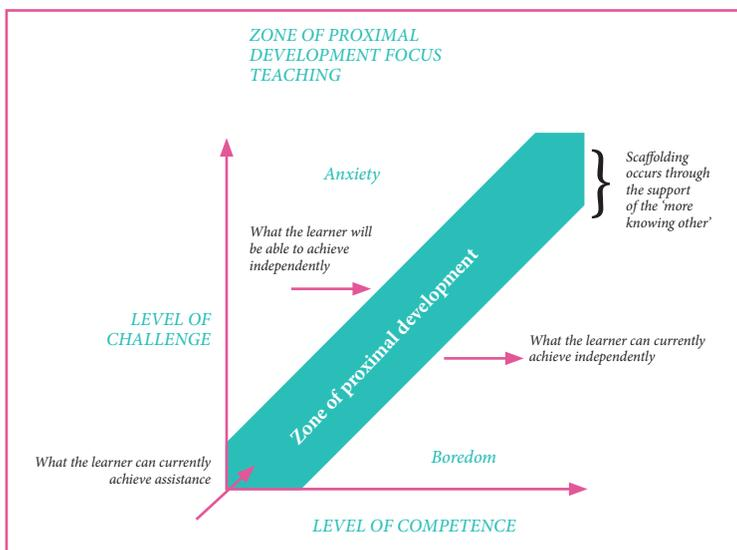 ZONE OF PROXIMAL
DEVELOPMENT FOCUS
TEACHING
Anxiety
Scaffolding
occurs through
the support
of the ‘more
knowing other’
}
What the learner will
be able to achieve
independently
Zone of proximal development
LEVEL OF
CHALLENGE
What the learner can currently
achieve independently
What the learner can currently
achieve assistance
Boredom
LEVEL OF COMPETENCE